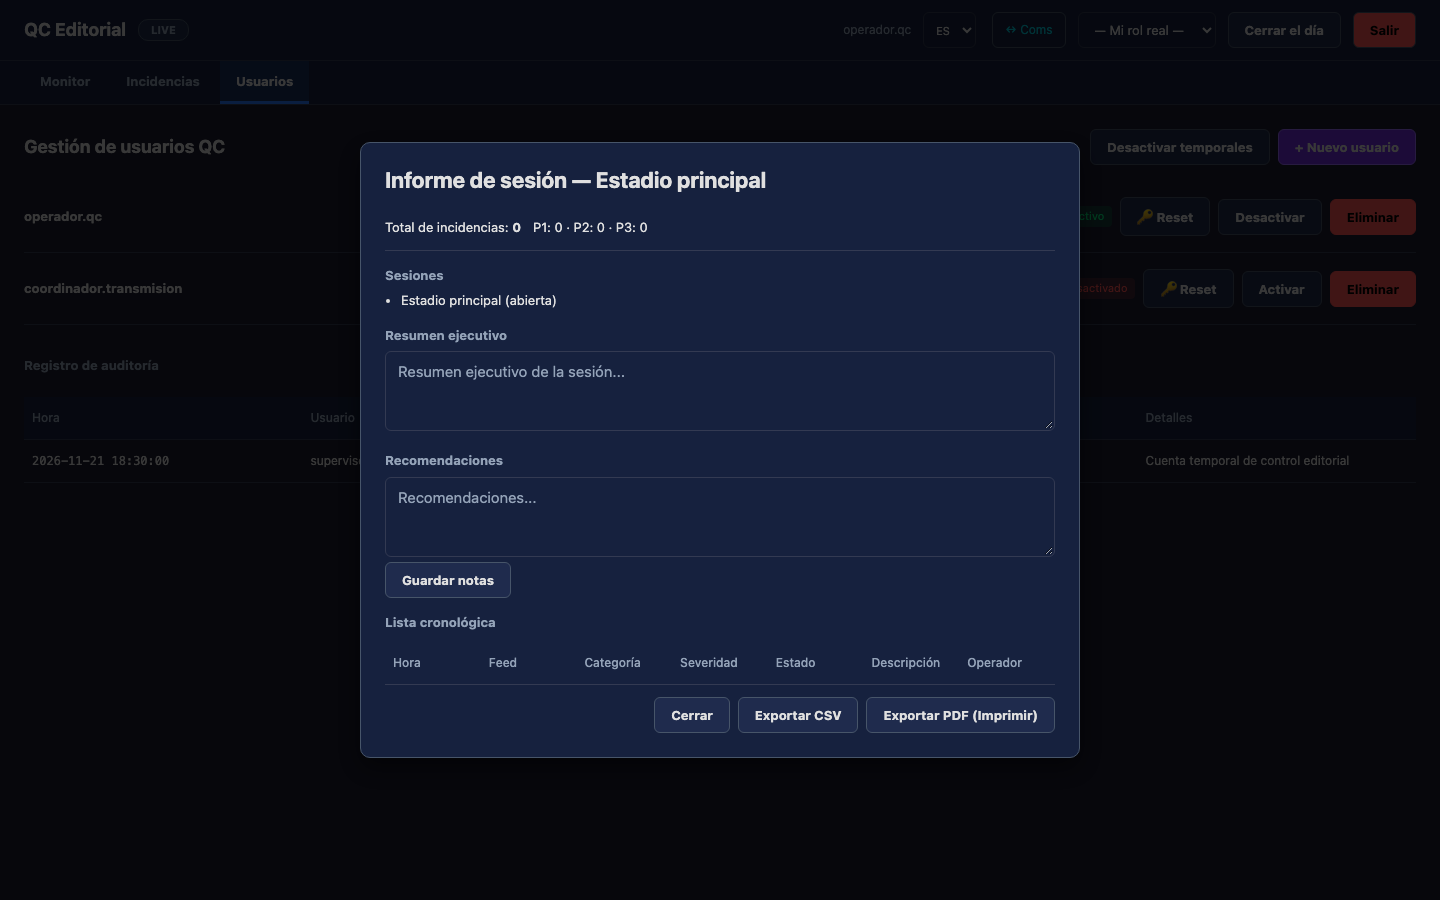 QC Editorial LIVE operador.qc ES ↔ Coms — Mi rol real — Cerrar el día Salir
Monitor Incidencias Usuarios
Gestión de usuarios QC Desactivar temporales + Nuevo usuario
operador.qc Reset Desactivar Eliminar
coordinador.transmision Reset Activar Eliminar
Registro de auditoría
Hora Usuario Detalles
2026-11-21 18:30:00 Cuenta temporal de control editorial
Informe de sesión — Estadio principal
Total de incidencias: 0 P1: 0 · P2: 0 · P3: 0
Sesiones
• Estadio principal (abierta)
Resumen ejecutivo
Resumen ejecutivo de la sesión...
Recomendaciones
Recomendaciones...
Guardar notas
Lista cronológica
Hora Feed Categoría Severidad Estado Descripción Operador
Cerrar Exportar CSV Exportar PDF (Imprimir)